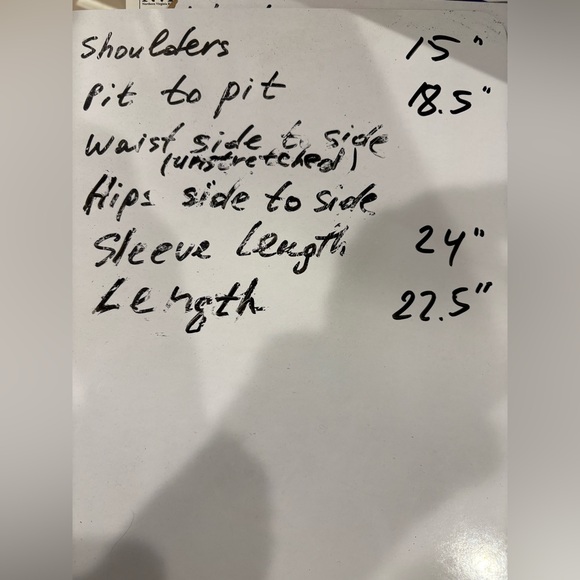 Shoulders 15"
Pit to pit 18.5"
Waist side to side
(unstretched)
Hips side to side
Sleeve Length 24"
Length 22.5"